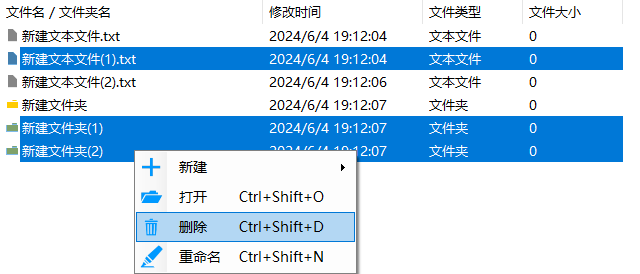 文件名 / 文件夹名 修改时间 文件类型 文件大小
新建文本文件.txt 2024/6/4 19:12:04 文本文件 0
新建文本文件(1).txt 2024/6/4 19:12:04 文本文件 0
新建文本文件(2).txt 2024/6/4 19:12:06 文本文件 0
新建文件夹 2024/6/4 19:12:07 文件夹 0
新建文件夹(1) 2024/6/4 19:12:07 文件夹 0
新建文件夹(2) 2024/6/4 19:12:07 文件夹 0
新建
打开 Ctrl+Shift+O
删除 Ctrl+Shift+D
重命名 Ctrl+Shift+N